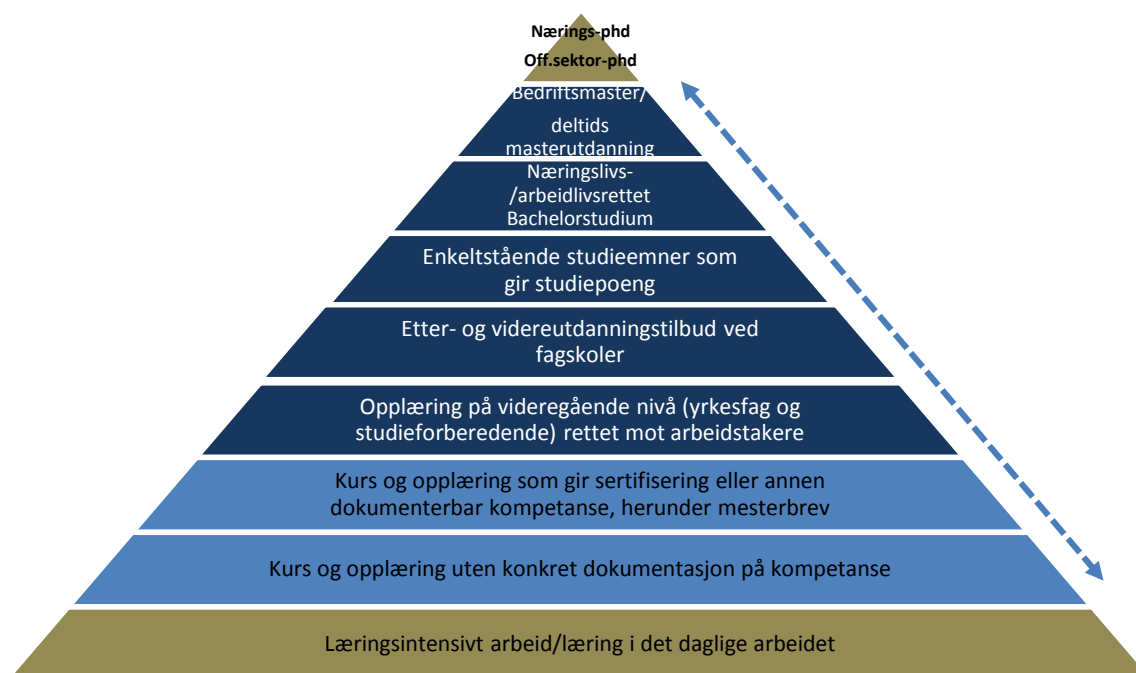 Nærings-phd
Off.sektor-phd
Bedriftsmaster/
deltids
masterutdanning
Næringslivs-
/arbeidlivsrettet
Bachelorstudium
Enkeltstående studieemner som
gir studiepoeng
Etter- og videreutdanningstilbud ved
fagskoler
Opplæring på videregående nivå (yrkesfag og
studieforberedende) rettet mot arbeidstakere
Kurs og opplæring som gir sertifisering eller annen
dokumenterbar kompetanse, herunder mesterbrev
Kurs og opplæring uten konkret dokumentasjon på kompetanse
Læringsintensivt arbeid/læring i det daglige arbeidet